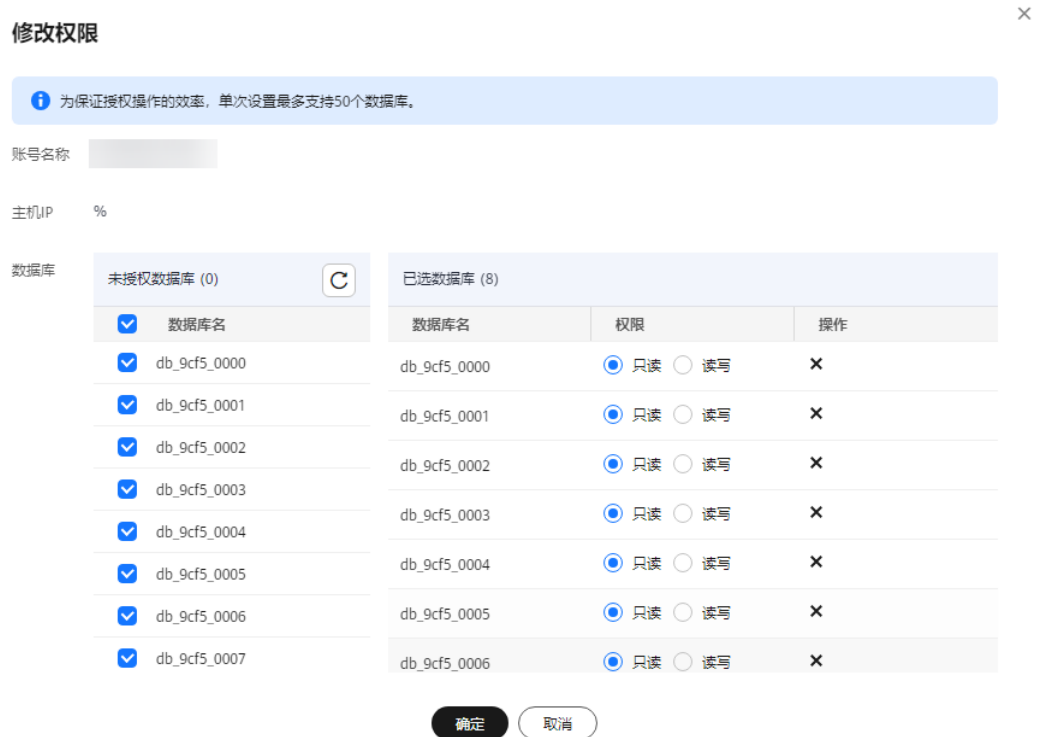 修改权限
为保证授权操作的效率，单次设置最多支持50个数据库。
账号名称
主机IP %
数据库 未授权数据库 (0) 已选数据库 (8)
数据库名 数据库名 权限 操作
db_9cf5_0000 db_9cf5_0000 只读 读写
db_9cf5_0001 db_9cf5_0001 只读 读写
db_9cf5_0002 db_9cf5_0002 只读 读写
db_9cf5_0003 db_9cf5_0003 只读 读写
db_9cf5_0004 db_9cf5_0004 只读 读写
db_9cf5_0005 db_9cf5_0005 只读 读写
db_9cf5_0006 db_9cf5_0006 只读 读写
db_9cf5_0007
确定 取消